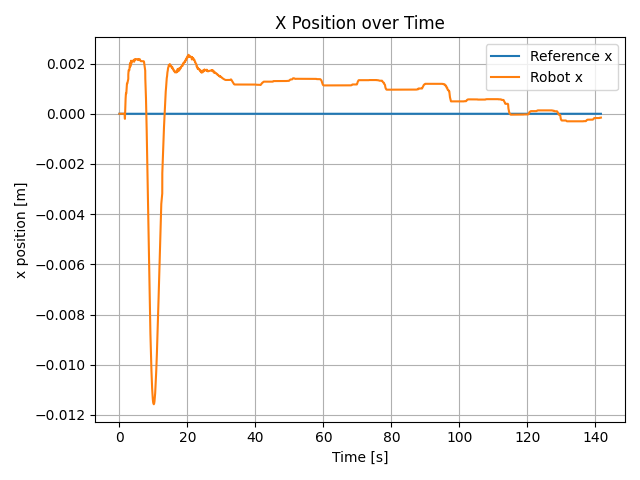 X Position over Time
Reference x
Robot x
0.002
0.000
−0.002
−0.004
−0.006
−0.008
−0.010
−0.012
x position [m]
0 20 40 60 80 100 120 140
Time [s]